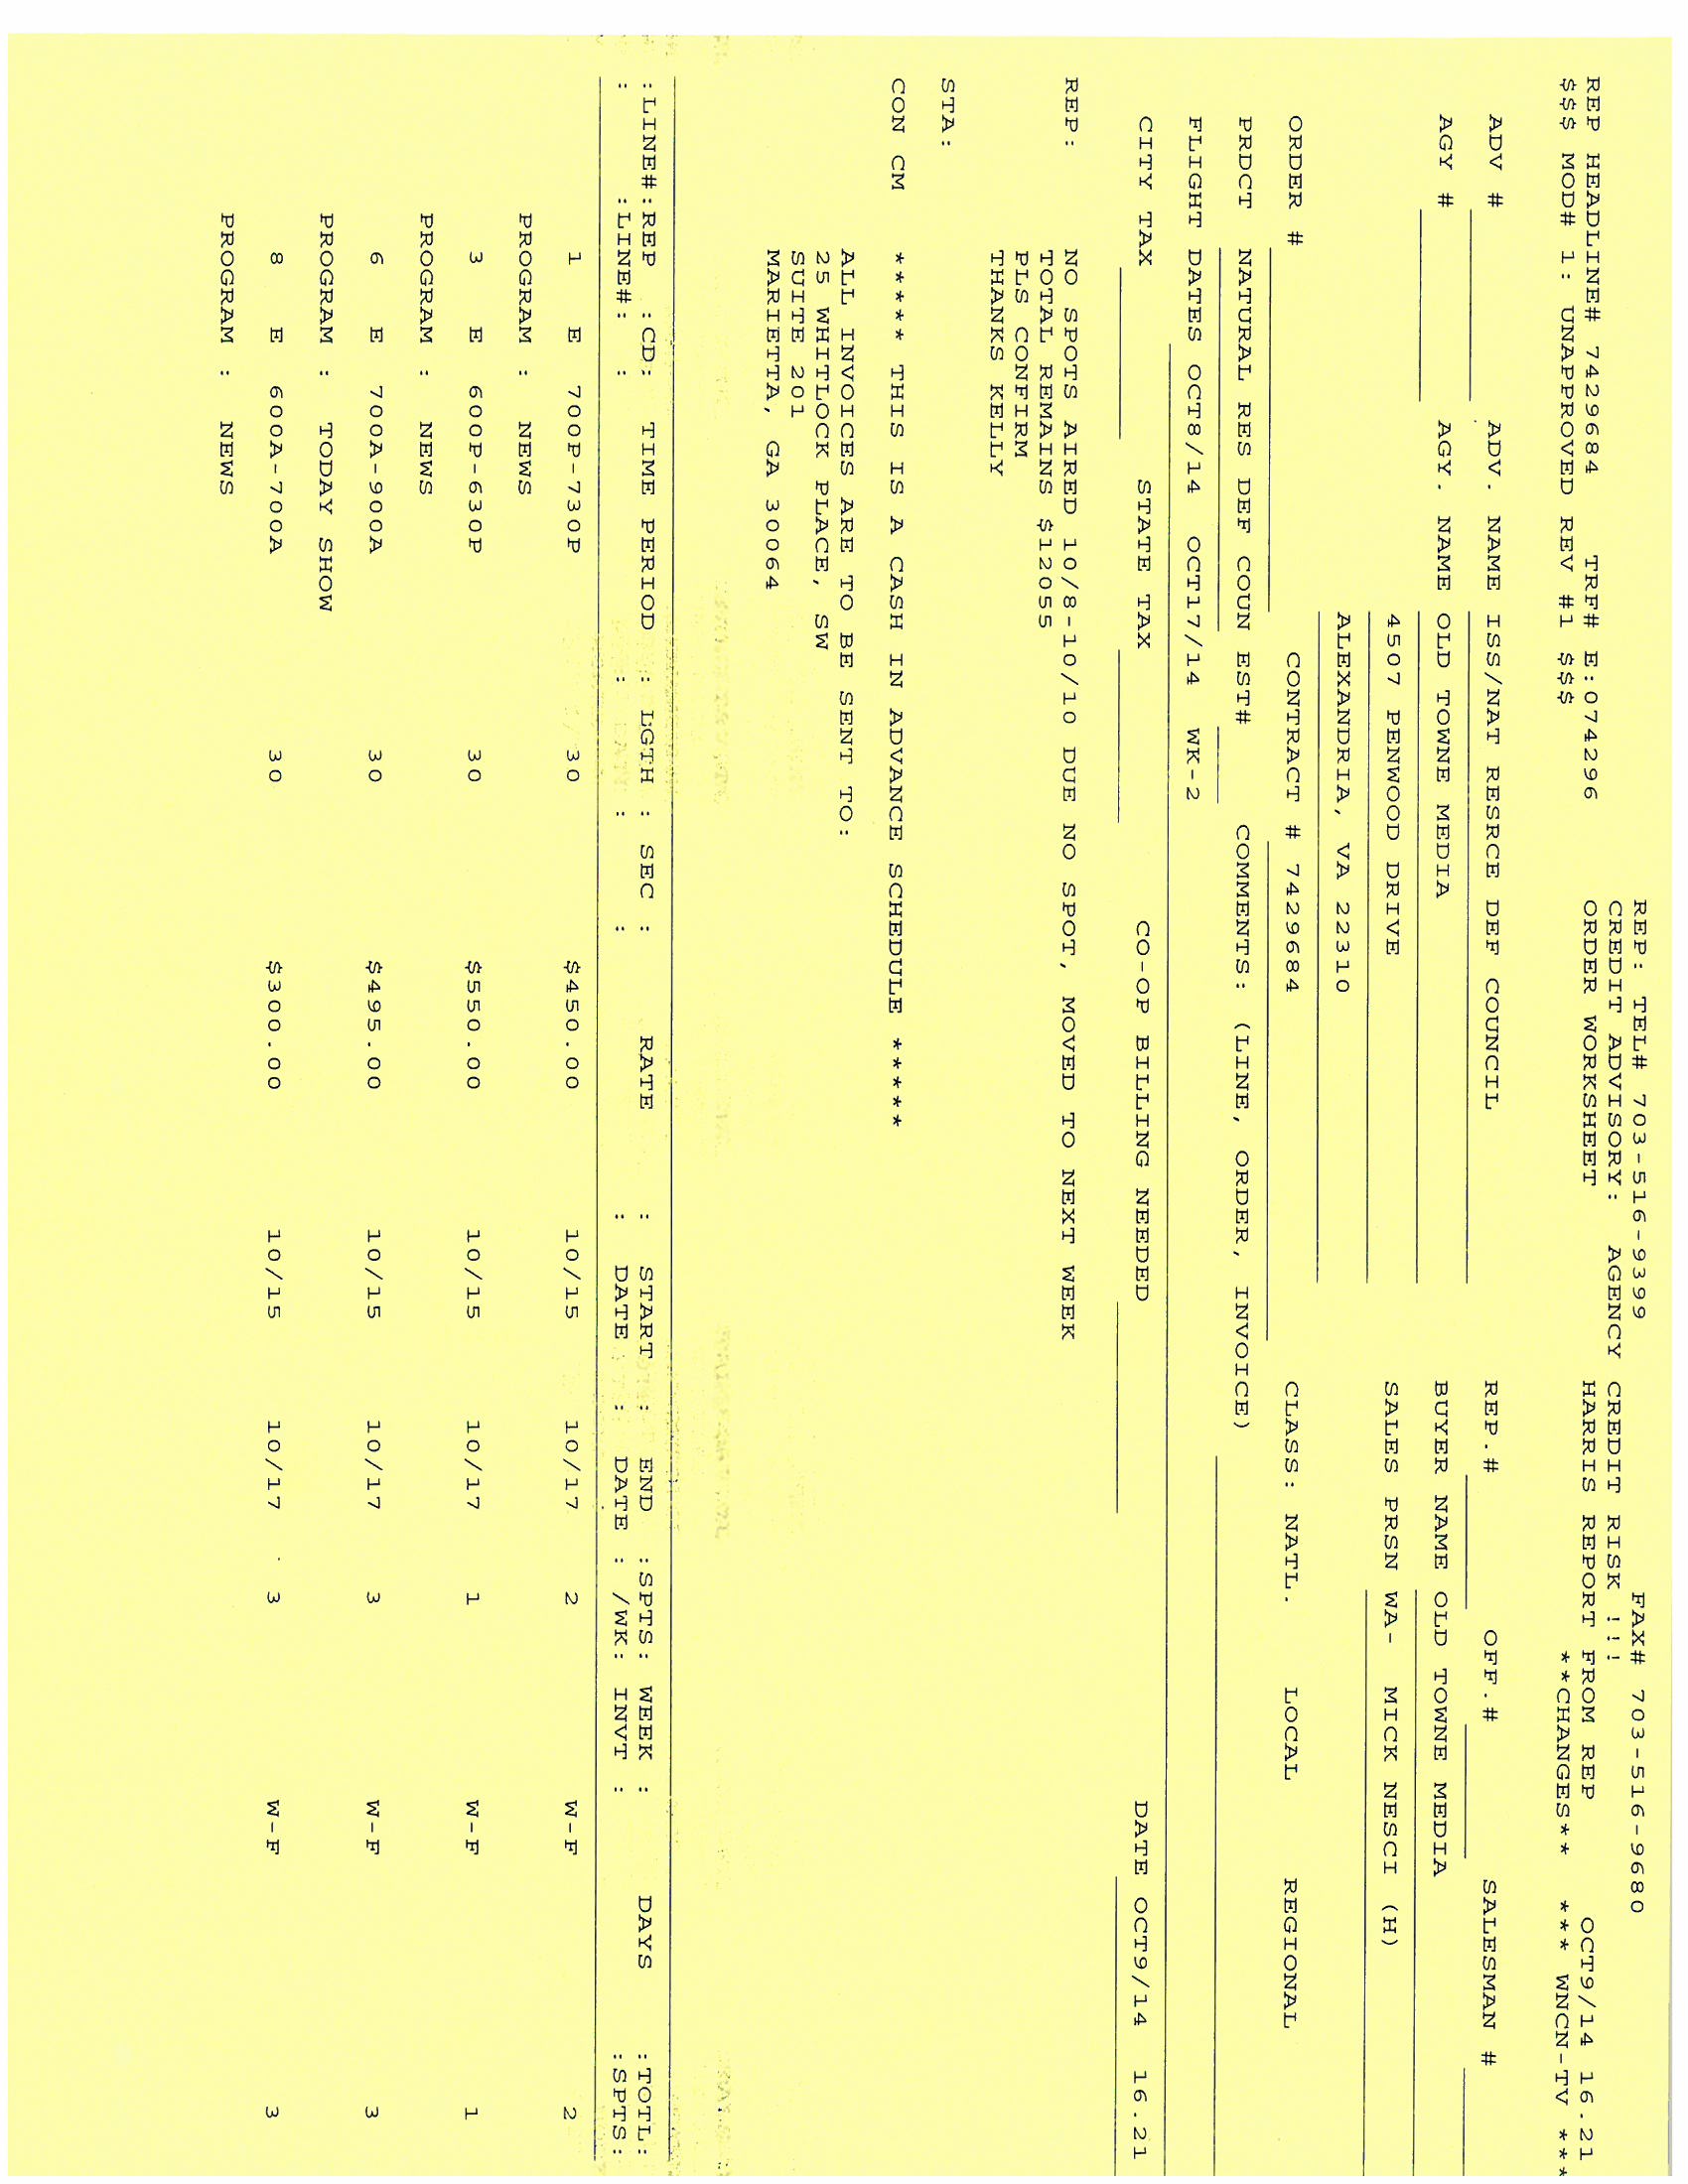 REP: TEL# 703-516-9399 FAX# 703-516-9680
CREDIT ADVISORY: AGENCY CREDIT RISK !!!
REP HEADLINE# 7429684 TRF# E:074296 ORDER WORKSHEET HARRIS REPORT FROM REP OCT9/14 16.21
$$$ MOD# 1: UNAPPROVED REV #1 $$$ **CHANGES** *** WNCN-TV ***
ADV # ADV. NAME ISS/NAT RESRCE DEF COUNCIL REP.# OFF.# SALESMAN #
AGY # AGY. NAME OLD TOWNE MEDIA BUYER NAME OLD TOWNE MEDIA
4507 PENWOOD DRIVE SALES PRSN WA- MICK NESCI (H)
ALEXANDRIA, VA 22310
ORDER # CONTRACT # 7429684 CLASS: NATL. LOCAL REGIONAL
PRDCT NATURAL RES DEF COUN EST# COMMENTS: (LINE, ORDER, INVOICE)
FLIGHT DATES OCT8/14 OCT17/14 WK-2
CITY TAX STATE TAX CO-OP BILLING NEEDED DATE OCT9/14 16.21
REP: NO SPOTS AIRED 10/8-10/10 DUE NO SPOT, MOVED TO NEXT WEEK
TOTAL REMAINS $12055
PLS CONFIRM
THANKS KELLY
STA:
CON CM ***** THIS IS A CASH IN ADVANCE SCHEDULE *****
ALL INVOICES ARE TO BE SENT TO:
25 WHITLOCK PLACE, SW
SUITE 201
MARIETTA, GA 30064
:LINE#:REP :CD: TIME PERIOD : LGTH : SEC : RATE : START : END :SPTS: WEEK : DAYS :TOTL:
: :LINE#: : : : : : DATE : DATE : /WK: INVT : :SPTS:
1 E 700P-730P 30 $450.00 10/15 10/17 2 W-F 2
PROGRAM : NEWS
3 E 600P-630P 30 $550.00 10/15 10/17 1 W-F 1
PROGRAM : NEWS
6 E 700A-900A 30 $495.00 10/15 10/17 3 W-F 3
PROGRAM : TODAY SHOW
8 E 600A-700A 30 $300.00 10/15 10/17 3 W-F 3
PROGRAM : NEWS